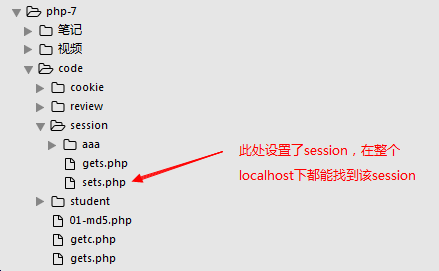 php-7
笔记
视频
code
cookie
review
session
aaa
gets.php
sets.php
此处设置了session，在整个
localhost下都能找到该session
student
01-md5.php
getc.php
gets.php